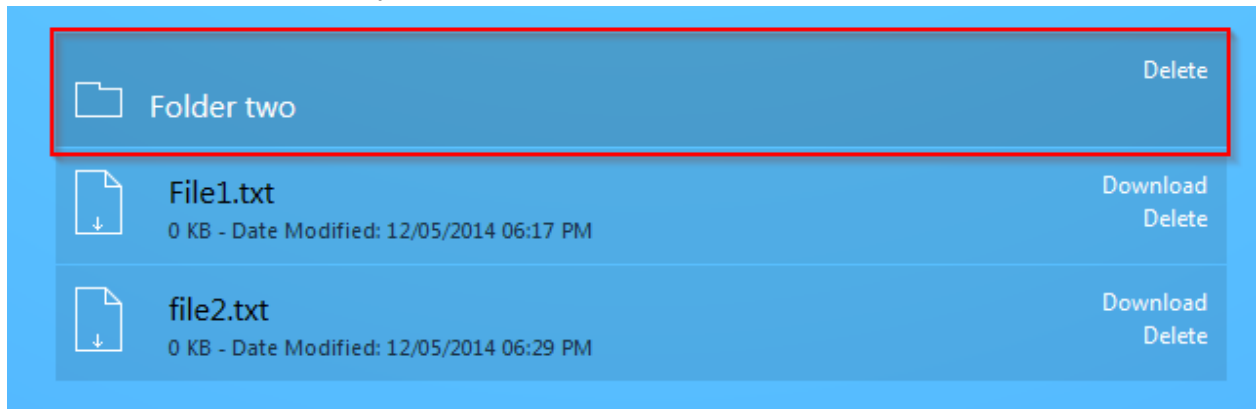 Delete
Folder two
File1.txt
Download
0 KB - Date Modified: 12/05/2014 06:17 PM
Delete
file2.txt
Download
0 KB - Date Modified: 12/05/2014 06:29 PM
Delete